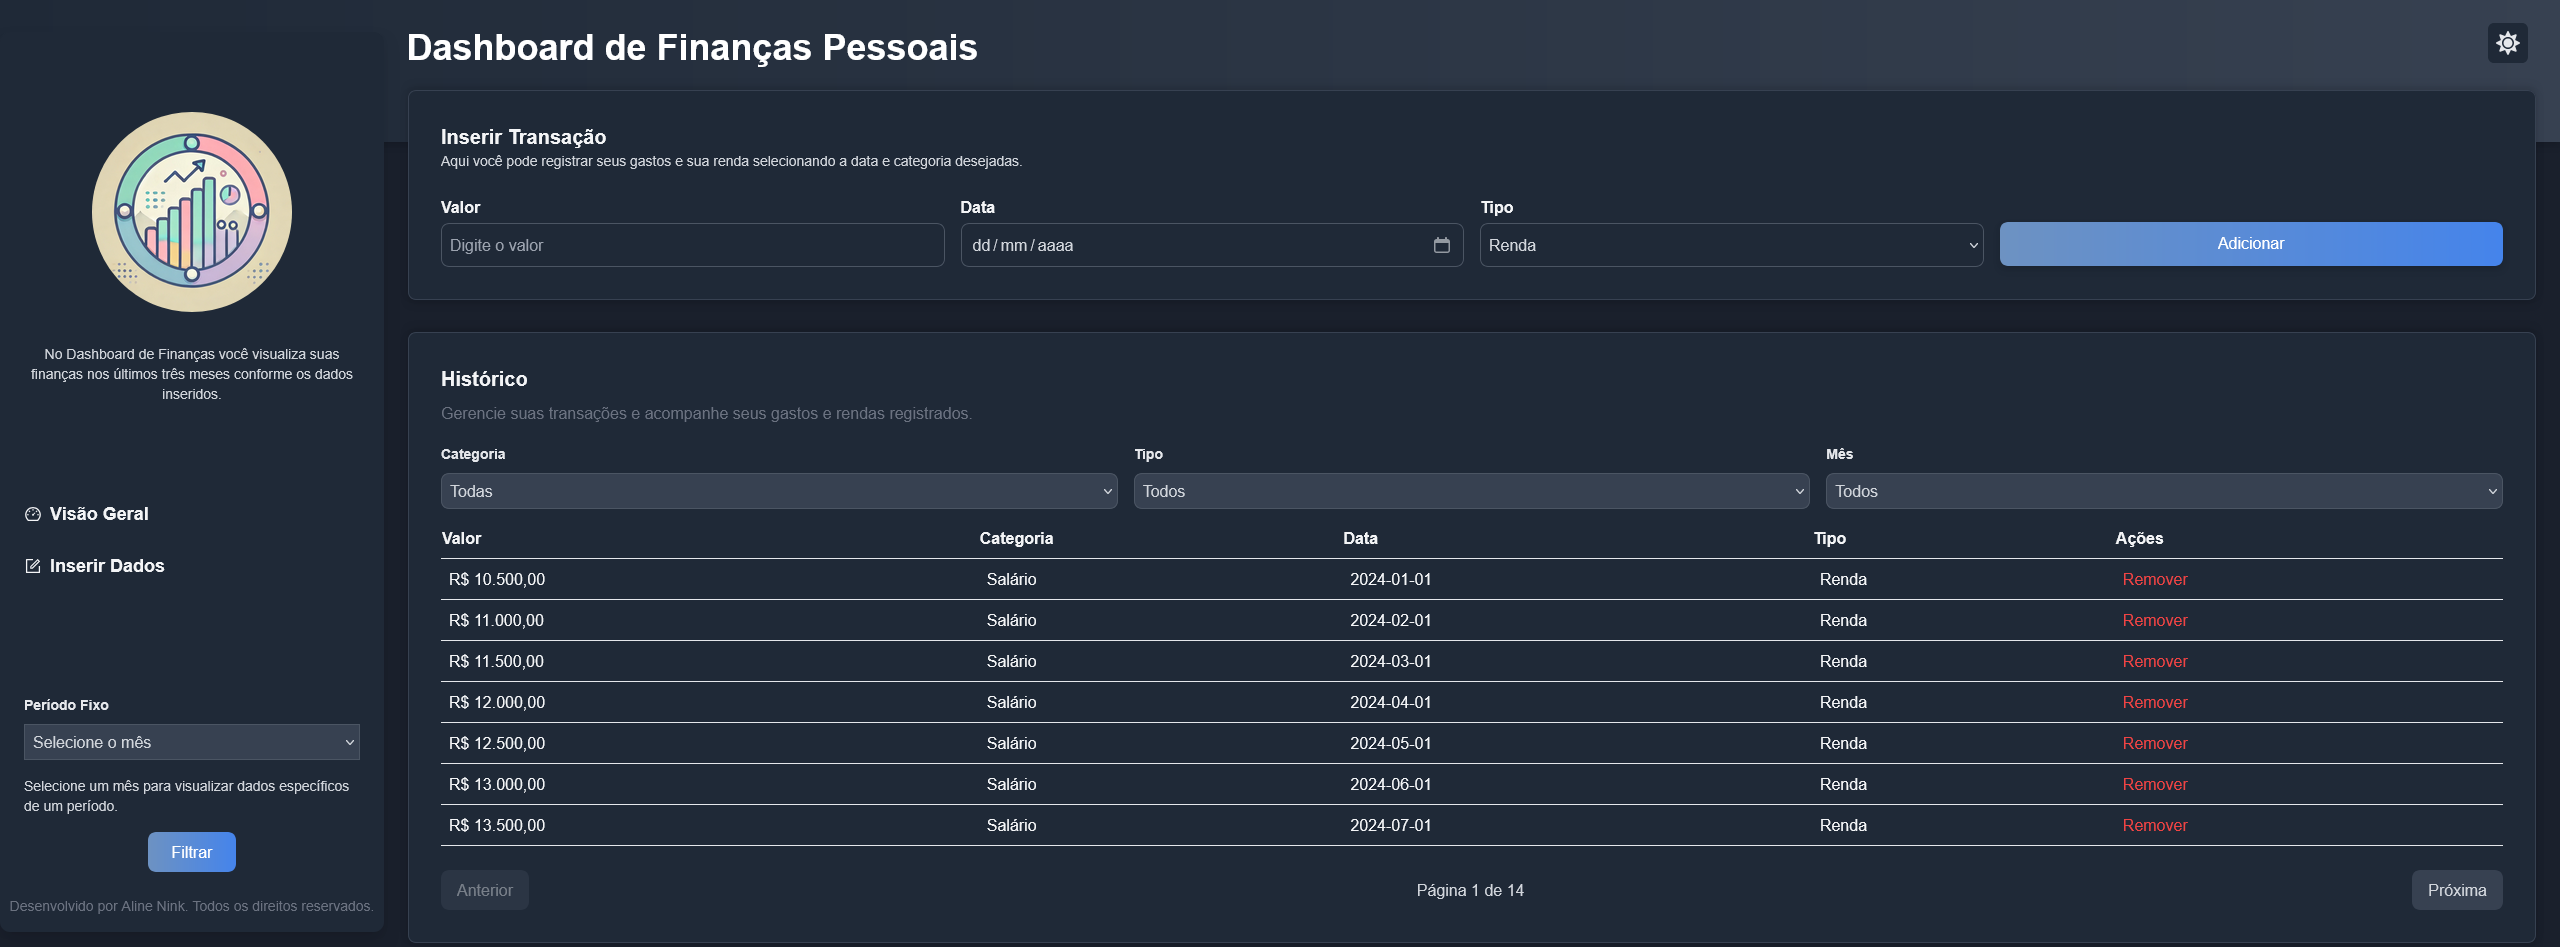 Dashboard de Finanças Pessoais
No Dashboard de Finanças você visualiza suas
finanças nos últimos três meses conforme os dados
inseridos.
Visão Geral
Inserir Dados
Período Fixo
Selecione o mês
Selecione um mês para visualizar dados específicos
de um período.
Filtrar
Desenvolvido por Aline Nink. Todos os direitos reservados.
Inserir Transação
Aqui você pode registrar seus gastos e sua renda selecionando a data e categoria desejadas.
Valor Data Tipo
Digite o valor dd/mm/aaaa Renda Adicionar
Histórico
Gerencie suas transações e acompanhe seus gastos e rendas registrados.
Categoria Tipo Mês
Todas Todos Todos
Valor Categoria Data Tipo Ações
R$ 10.500,00 Salário 2024-01-01 Renda Remover
R$ 11.000,00 Salário 2024-02-01 Renda Remover
R$ 11.500,00 Salário 2024-03-01 Renda Remover
R$ 12.000,00 Salário 2024-04-01 Renda Remover
R$ 12.500,00 Salário 2024-05-01 Renda Remover
R$ 13.000,00 Salário 2024-06-01 Renda Remover
R$ 13.500,00 Salário 2024-07-01 Renda Remover
Anterior Página 1 de 14 Próxima